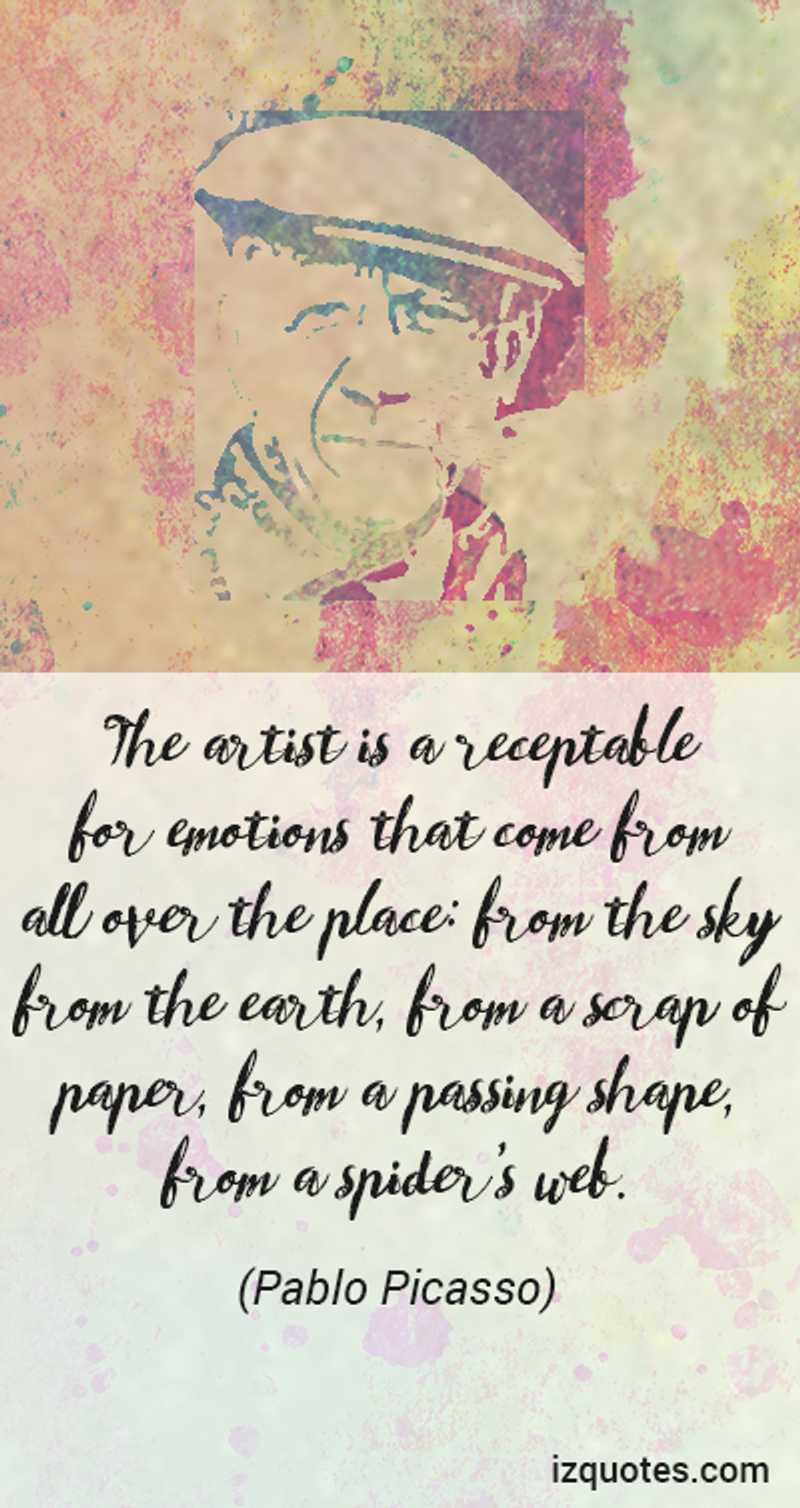 The artist is a receptable
for emotions that come from
all over the place: from the sky
from the earth, from a scrap of
paper, from a passing shape,
from a spider's web.
(Pablo Picasso)
izquotes.com